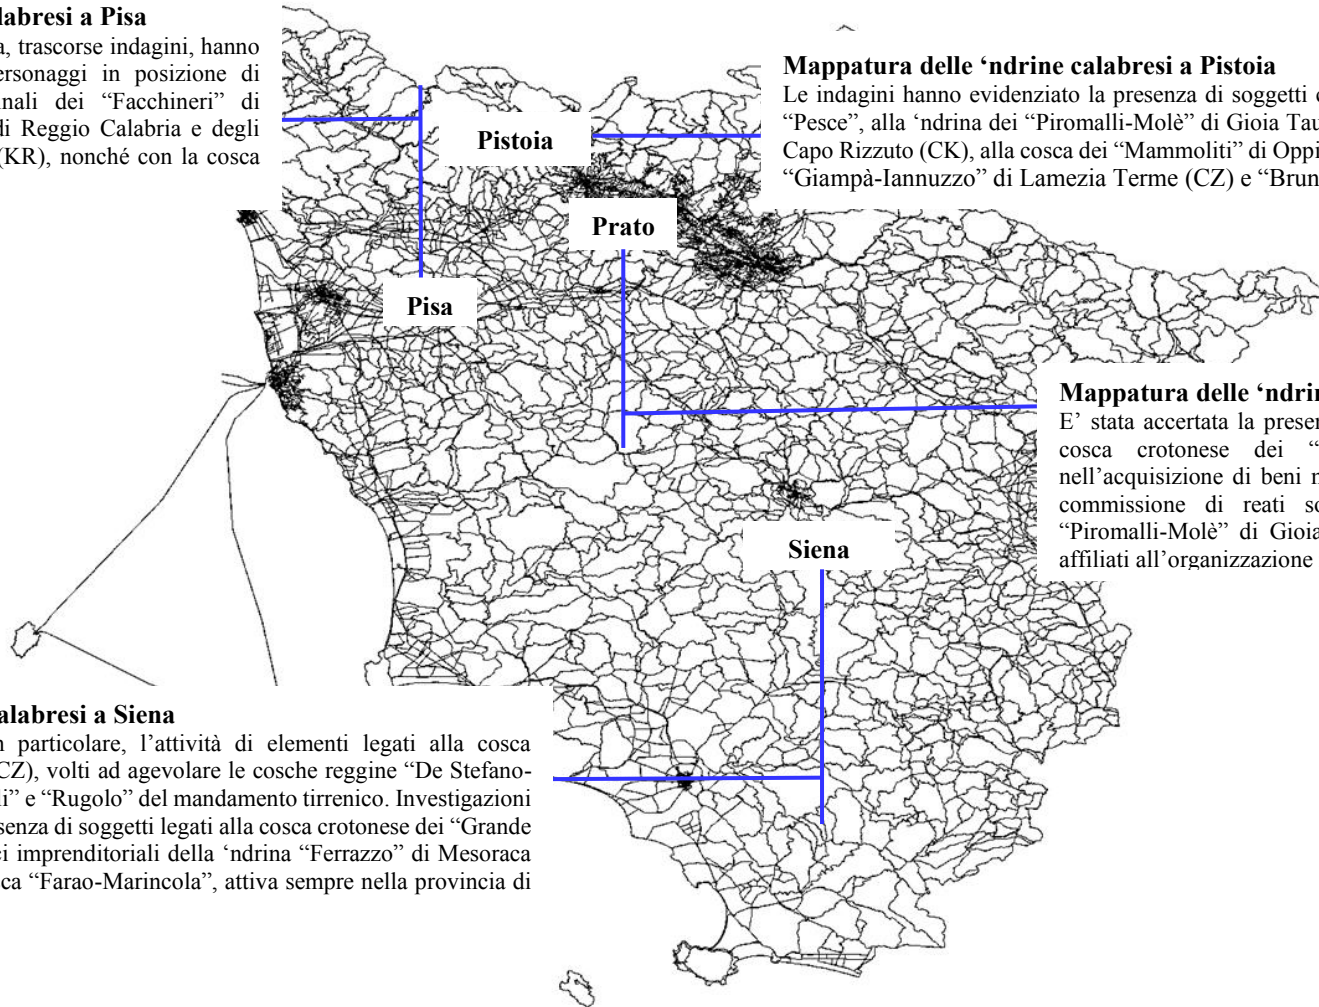 labresi a Pisa
a, trascorse indagini, hanno
ersonaggi in posizione di
inali dei “Facchineri” di
di Reggio Calabria e degli
(KR), nonché con la cosca
Mappatura delle ‘ndrine calabresi a Pistoia
Le indagini hanno evidenziato la presenza di soggetti
“Pesce”, alla ‘ndrina dei “Piromalli-Molè” di Gioia Tau
Capo Rizzuto (CK), alla cosca dei “Mammoliti” di Oppi
“Giampà-Iannuzzo” di Lamezia Terme (CZ) e “Brun
Pistoia
Prato
Pisa
Mappatura delle ‘ndrin
E’ stata accertata la presen
cosca crotonese dei “
nell’acquisizione di beni n
commissione di reati so
“Piromalli-Molè” di Gioia
affiliati all’organizzazione
Siena
alabresi a Siena
n particolare, l’attività di elementi legati alla cosca
CZ), volti ad agevolare le cosche reggine “De Stefano-
li” e “Rugolo” del mandamento tirrenico. Investigazioni
senza di soggetti legati alla cosca crotonese dei “Grande
ci imprenditoriali della ‘ndrina “Ferrazzo” di Mesoraca
ca “Farao-Marincola”, attiva sempre nella provincia di